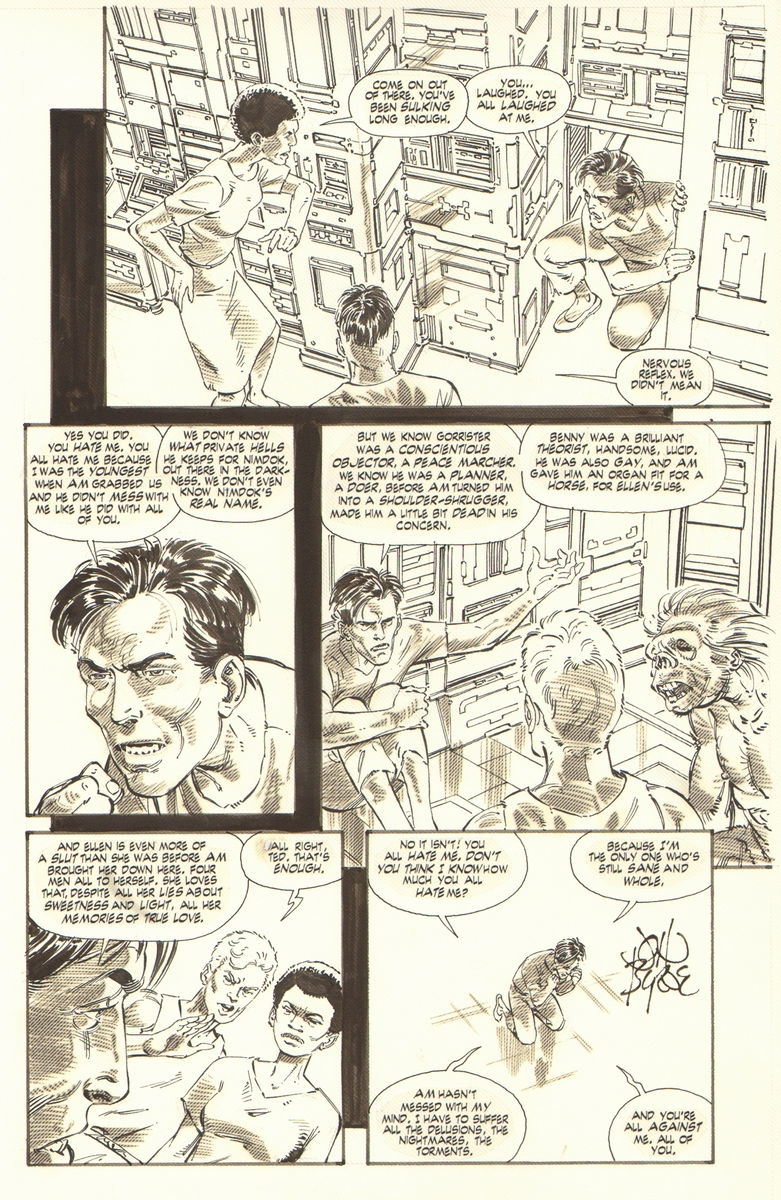 COME ON OUT
OF THERE. YOU'VE
BEEN SULKING
LONG ENOUGH.
YOU...
LAUGHED. YOU
ALL LAUGHED
AT ME.
NERVOUS
REFLEX. WE
DIDN'T MEAN
IT.
YES YOU DID.
YOU HATE ME. YOU
ALL HATE ME BECAUSE
I WAS THE YOUNGEST
WHEN AM GRABBED US
AND HE DIDN'T MESS WITH
ME LIKE HE DID WITH ALL
OF YOU.
WE DON'T KNOW
WHAT PRIVATE HELLS
HE KEEPS FOR NIMDOK,
OUT THERE IN THE DARK-
NESS. WE DON'T EVEN
KNOW NIMDOK'S
REAL NAME.
BUT WE KNOW GORRISTER
WAS A CONSCIENTIOUS
OBJECTOR, A PEACE MARCHER.
WE KNOW HE WAS A PLANNER,
A DOER, BEFORE AM TURNED HIM
INTO A SHOULDER-SHRUGGER,
MADE HIM A LITTLE BIT DEAD IN HIS
CONCERN.
BENNY WAS A BRILLIANT
THEORIST, HANDSOME, LUCID.
HE WAS ALSO GAY, AND AM
GAVE HIM AN ORGAN FIT FOR A
HORSE, FOR ELLEN'S USE.
AND ELLEN IS EVEN MORE OF
A SLUT THAN SHE WAS BEFORE AM
BROUGHT HER DOWN HERE. FOUR
MEN ALL TO HERSELF. SHE LOVES
THAT, DESPITE ALL HER LIES ABOUT
SWEETNESS AND LIGHT, ALL HER
MEMORIES OF TRUE LOVE.
ALL RIGHT,
TED. THAT'S
ENOUGH.
NO IT ISN'T! YOU
ALL HATE ME. DON'T
YOU THINK I KNOW HOW
MUCH YOU ALL
HATE ME?
BECAUSE I'M
THE ONLY ONE WHO'S
STILL SANE AND
WHOLE.
JOHN
BYRNE
AM HASN'T
MESSED WITH MY
MIND. I HAVE TO SUFFER
ALL THE DELUSIONS, THE
NIGHTMARES, THE
TORMENTS.
AND YOU'RE
ALL AGAINST
ME. ALL OF
YOU.